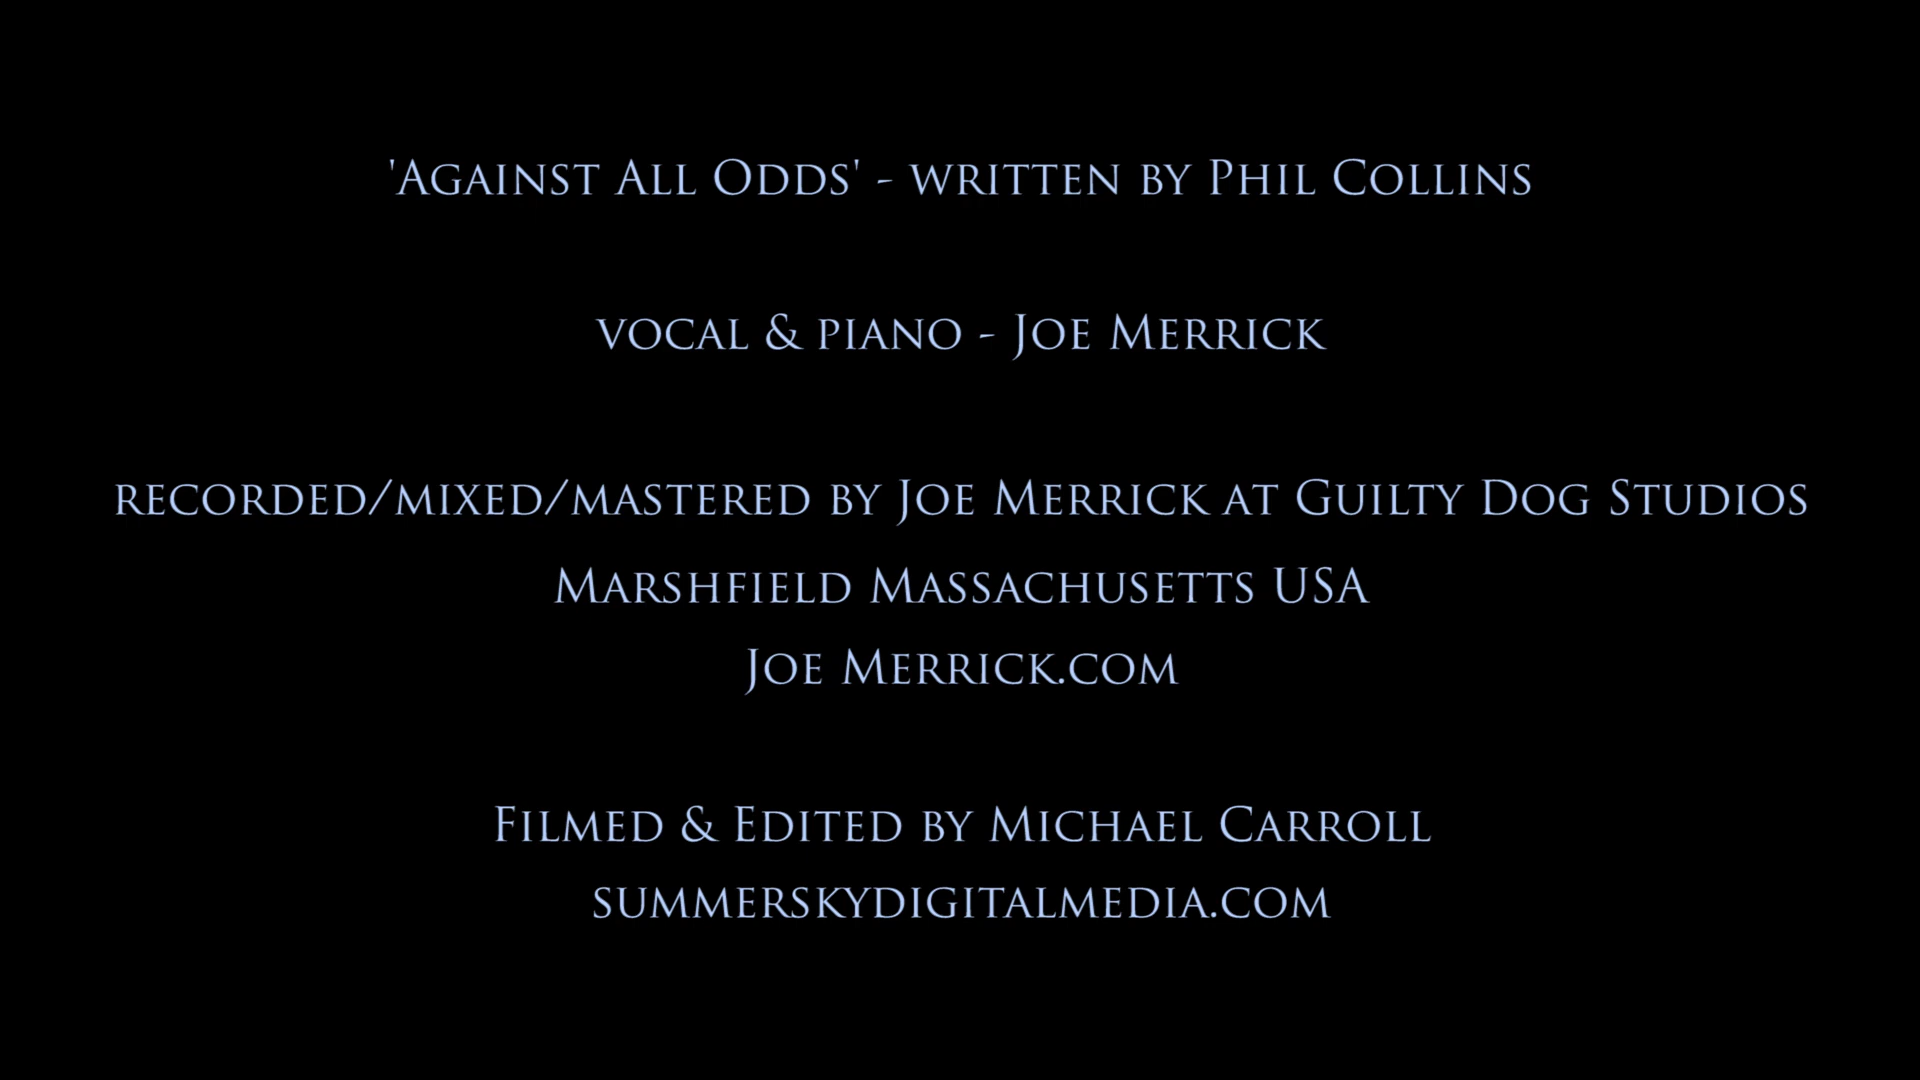 'Against All Odds' - written by Phil Collins
vocal & piano - Joe Merrick
recorded/mixed/mastered by Joe Merrick at Guilty Dog Studios
Marshfield Massachusetts USA
Joe Merrick.com
Filmed & Edited by Michael Carroll
summerskydigitalmedia.com